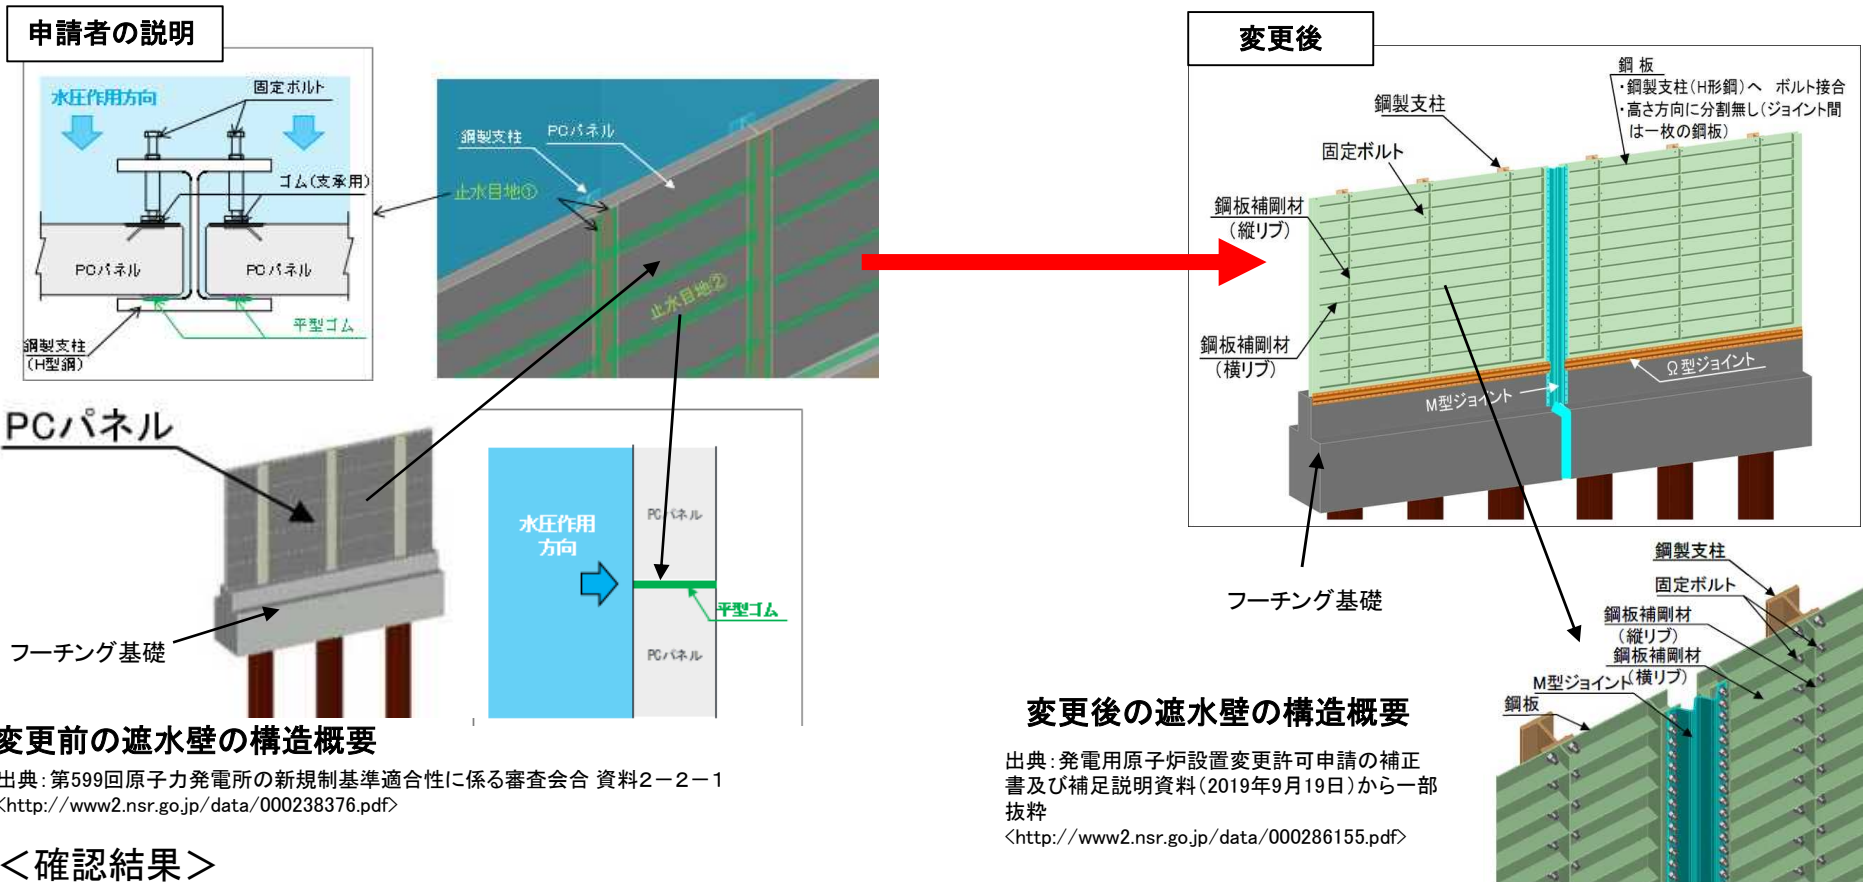 申請者の説明
水圧作用方向
固定ボルト
ゴム(支承用)
PCパネル
PCパネル
平型ゴム
鋼製支柱
(H型鋼)
鋼製支柱
PCパネル
止水目地①
止水目地②
PCパネル
フーチング基礎
水圧作用
方向
PCパネル
平型ゴム
PCパネル
変更前の遮水壁の構造概要
出典:第599回原子力発電所の新規制基準適合性に係る審査会合 資料2-2-1
<http://www2.nsr.go.jp/data/000238376.pdf>
<確認結果>
変更後
鋼板
・鋼製支柱(H形鋼)へ ボルト接合
・高さ方向に分割無し(ジョイント間
は一枚の鋼板)
鋼製支柱
固定ボルト
鋼板補剛材
(縦リブ)
鋼板補剛材
(横リブ)
Ω型ジョイント
M型ジョイント
フーチング基礎
鋼製支柱
固定ボルト
鋼板補剛材
(縦リブ)
鋼板補剛材
(横リブ)
M型ジョイント
鋼板
変更後の遮水壁の構造概要
出典:発電用原子炉設置変更許可申請の補正
書及び補足説明資料(2019年9月19日)から一部
抜粋
<http://www2.nsr.go.jp/data/000286155.pdf>